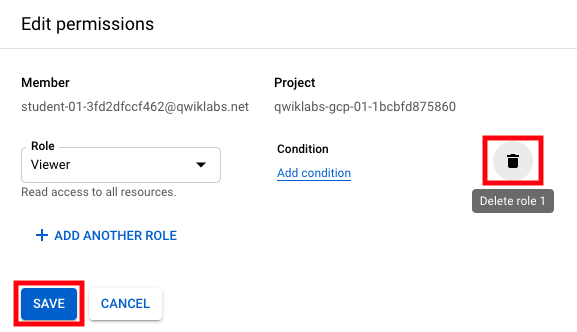 Edit permissions
Member
Project
student-01-3fd2dfccf462@qwiklabs.net
qwiklabs-gcp-01-1bcbfd875860
Role
Viewer
Condition
Add condition
Read access to all resources.
Delete role 1
+ ADD ANOTHER ROLE
SAVE
CANCEL